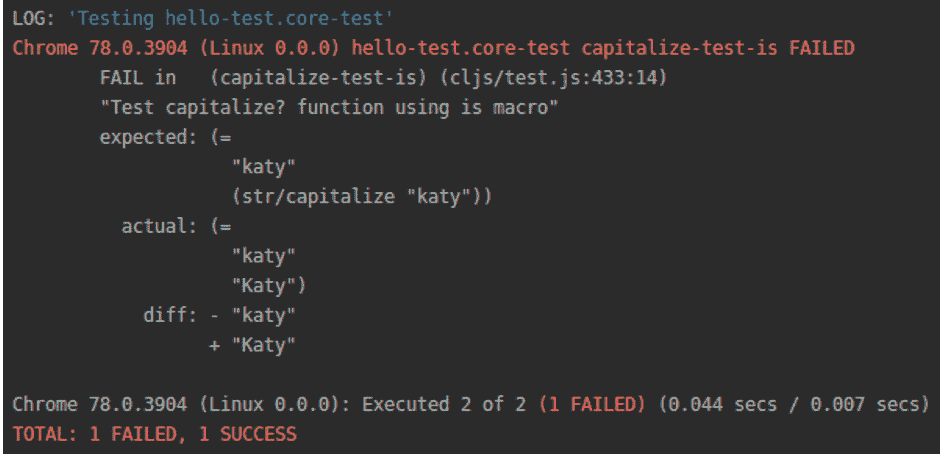 LOG: 'Testing hello-test.core-test'
Chrome 78.0.3904 (Linux 0.0.0) hello-test.core-test capitalize-test-is FAILED
FAIL in   (capitalize-test-is) (cljs/test.js:433:14)
"Test capitalize? function using is macro"
expected: (=
"katy"
(str/capitalize "katy"))
actual: (=
"katy"
"Katy")
diff: - "katy"
+ "Katy"
Chrome 78.0.3904 (Linux 0.0.0): Executed 2 of 2 (1 FAILED) (0.044 secs / 0.007 secs)
TOTAL: 1 FAILED, 1 SUCCESS